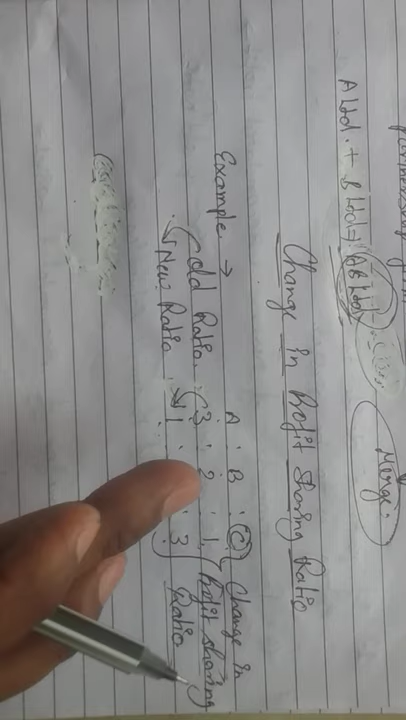 A Ltd. + B Ltd = AB Ltd
Merge.
Change in Profit Sharing Ratio
A : B : C
Example → Old Ratio. → 3 : 2 : 1
New Ratio → 1 : : 3
Change in
Profit sharing
Ratio